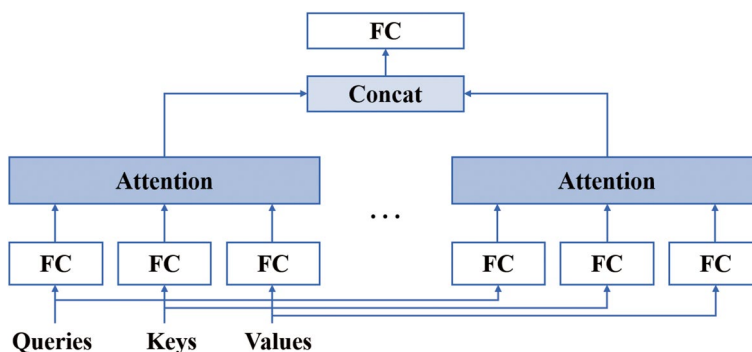 FC
Concat
Attention
Attention
...
FC
FC
FC
FC
FC
FC
Queries
Keys
Values